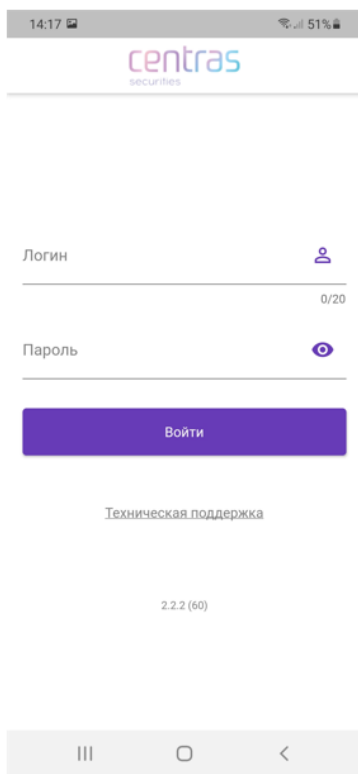 14:17
51%
centras
securities
Логин
0/20
Пароль
Войти
Техническая поддержка
2.2.2 (60)